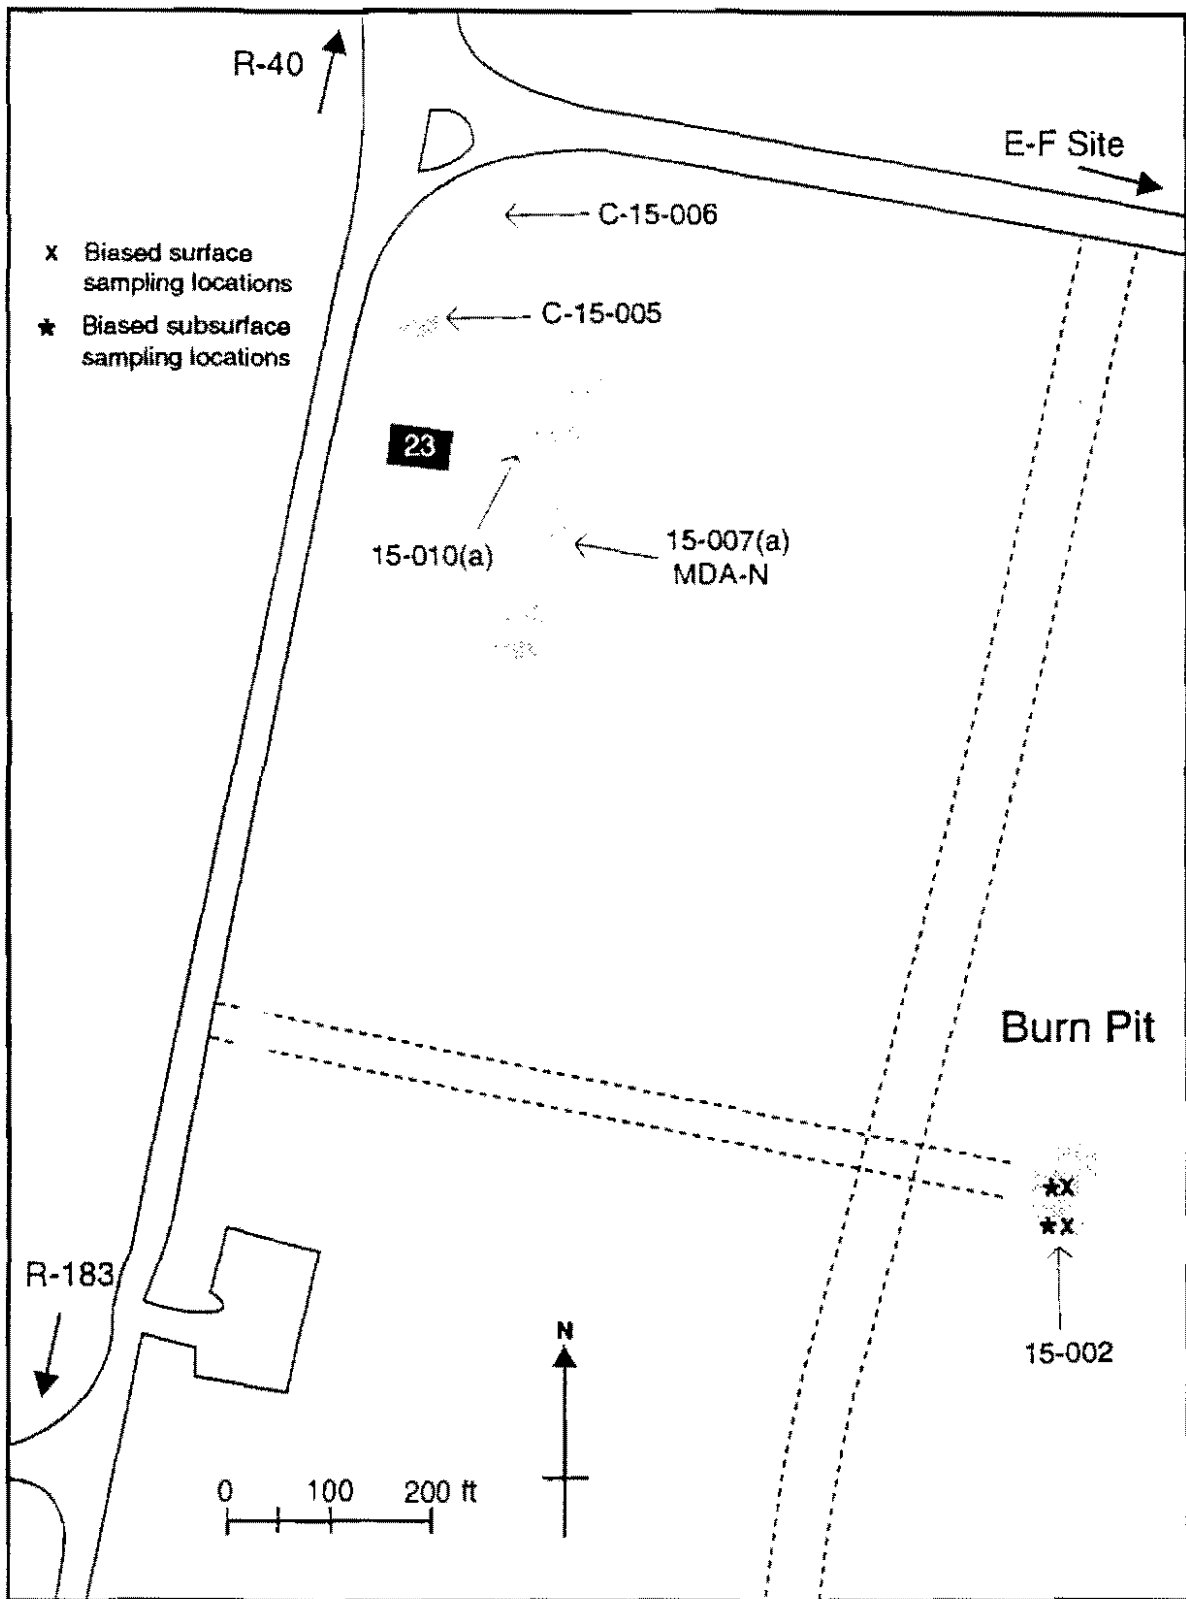 R-40
E-F Site
C-15-006
x Biased surface
sampling locations
★ Biased subsurface
sampling locations
C-15-005
23
15-010(a)
15-007(a)
MDA-N
Burn Pit
★x
★x
R-183
15-002
N
0 100 200 ft